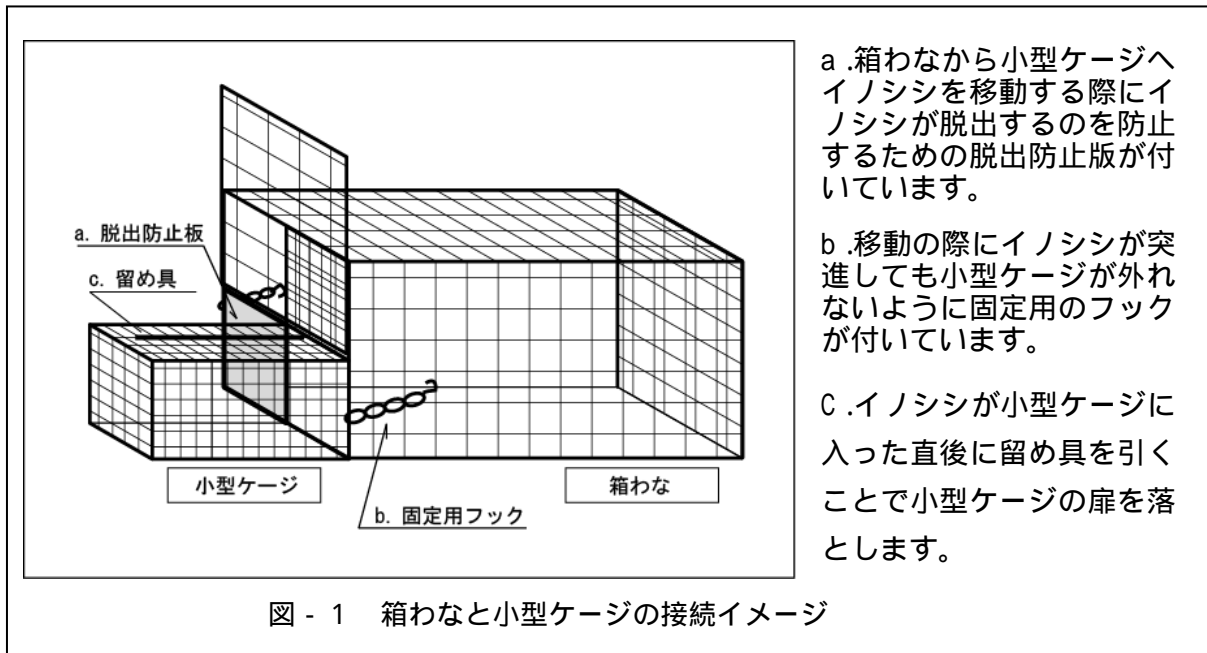 a.脱出防止板
c.留め具
小型ケージ
箱わな
b.固定用フック
a.箱わなから小型ケージへ
イノシシを移動する際にイ
ノシシが脱出するのを防止
するための脱出防止版が付
いています。
b.移動の際にイノシシが突
進しても小型ケージが外れ
ないように固定用のフック
が付いています。
C.イノシシが小型ケージに
入った直後に留め具を引く
ことで小型ケージの扉を落
とします。
図-1 箱わなと小型ケージの接続イメージ